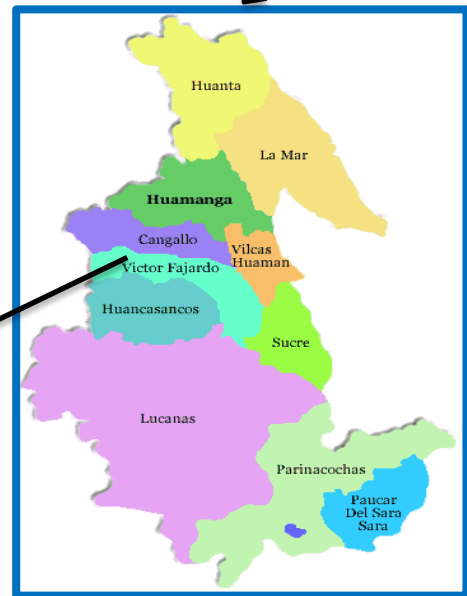 Huanta
La Mar
Huamanga
Cangallo
Vilcas
Huaman
Victor Fajardo
Huancasancos
Sucre
Lucanas
Parinacochas
Paucar
Del Sara
Sara